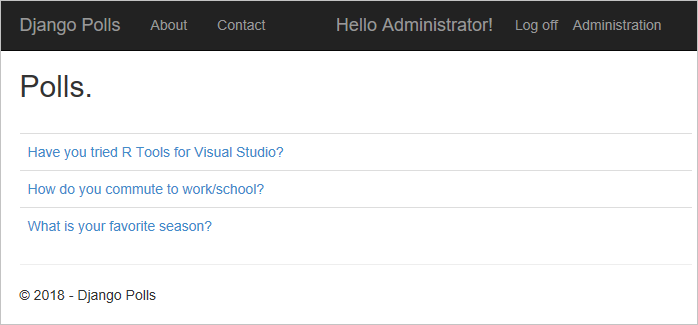 Django Polls About Contact Hello Administrator! Log off Administration
Polls.
Have you tried R Tools for Visual Studio?
How do you commute to work/school?
What is your favorite season?
© 2018 - Django Polls